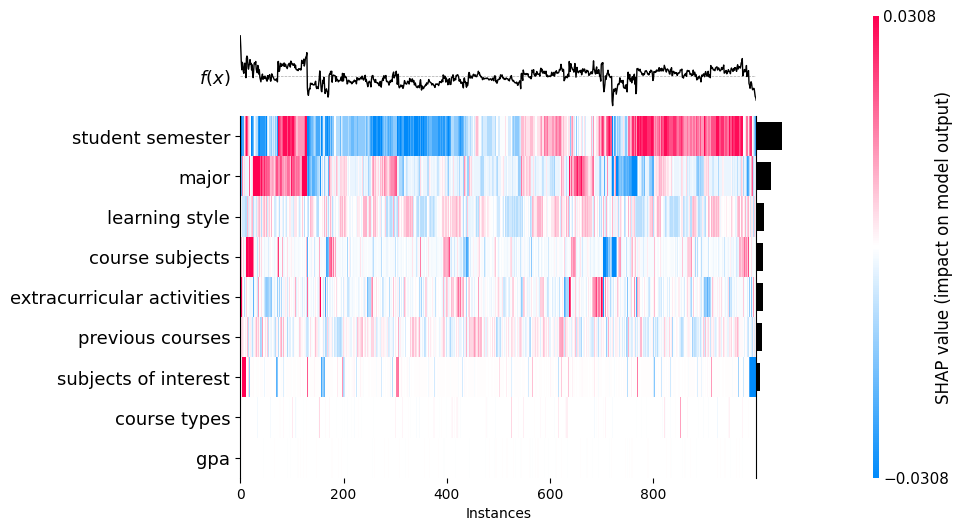 0.0308
f(x)
student semester
major
learning style
course subjects
extracurricular activities
previous courses
subjects of interest
course types
gpa
0 200 400 600 800
Instances
−0.0308
SHAP value (impact on model output)